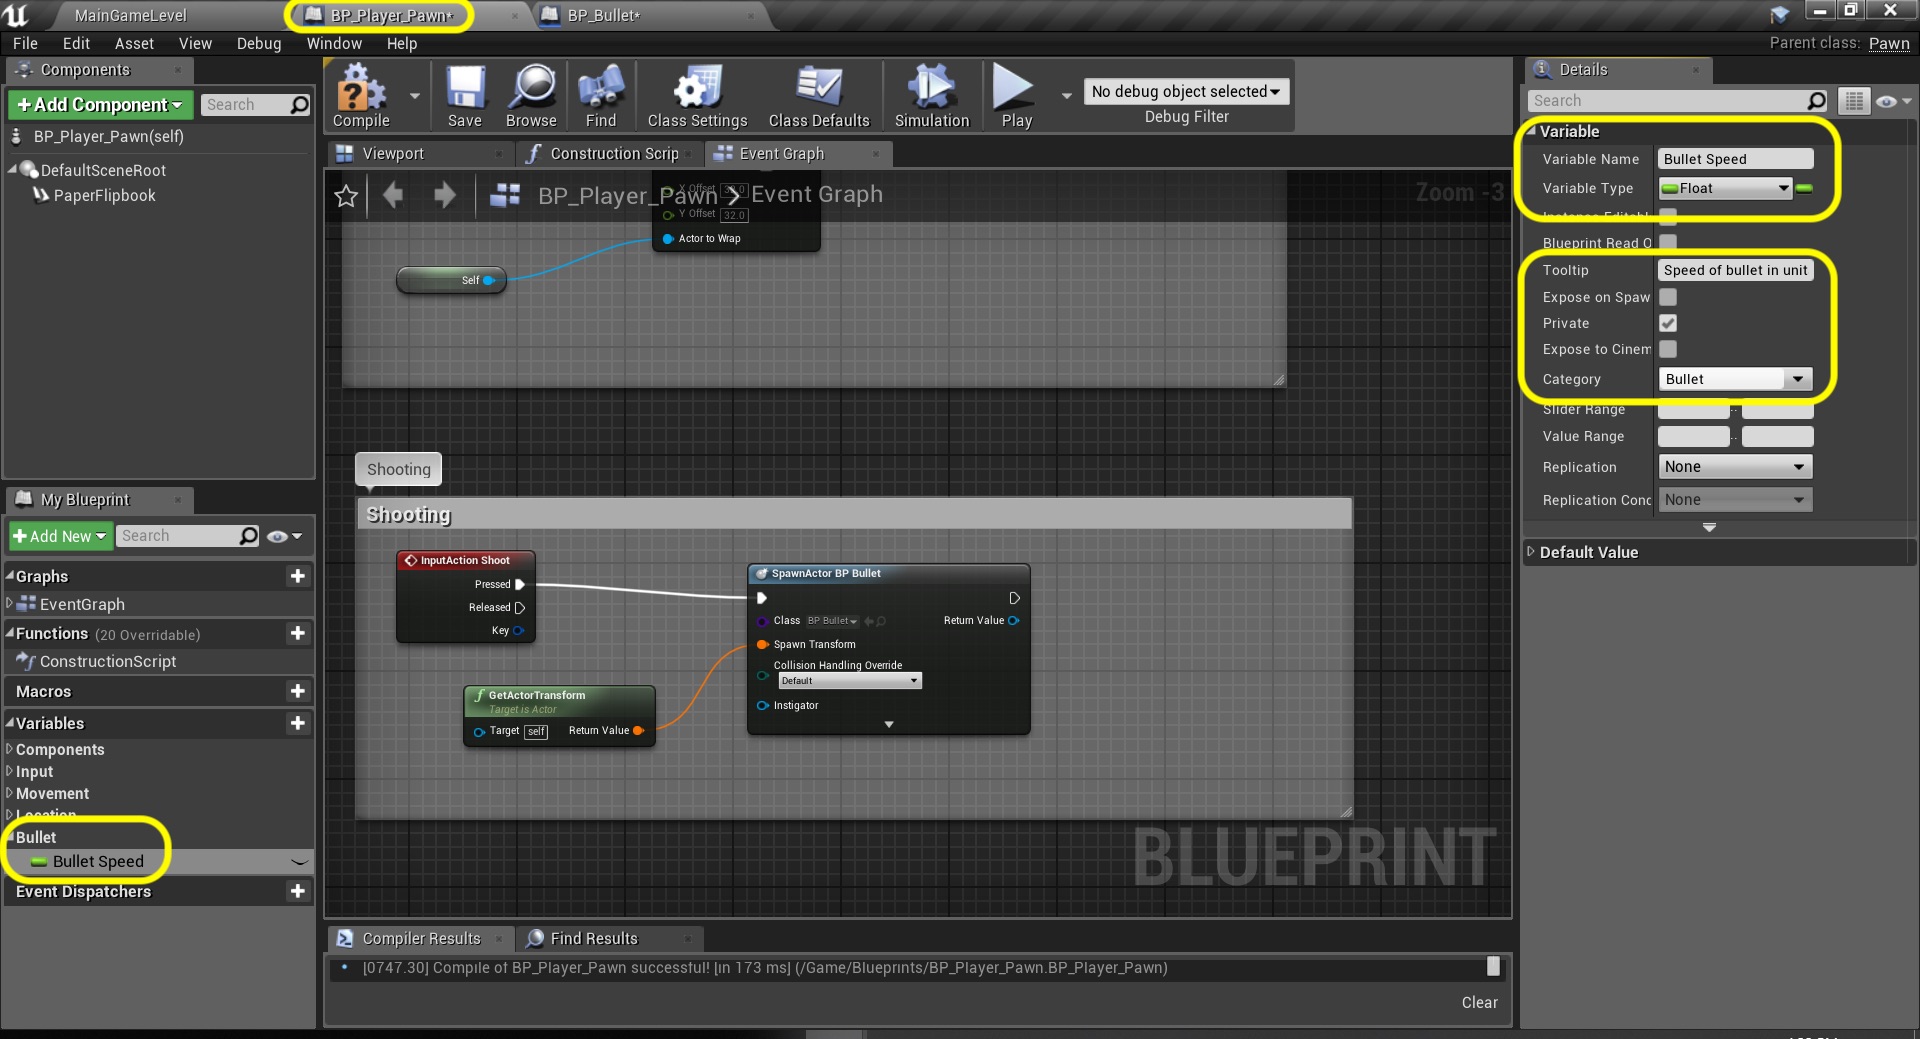 MainGameLevel
BP_Player_Pawn*
BP_Bullet*
File Edit Asset View Debug Window Help
Parent class: Pawn
Components
+Add Component
Search
BP_Player_Pawn(self)
DefaultSceneRoot
PaperFlipbook
My Blueprint
+Add New
Search
Graphs
EventGraph
Functions (20 Overridable)
ConstructionScript
Macros
Variables
Components
Input
Movement
Location
Bullet
Bullet Speed
Event Dispatchers
Compile
Save
Browse
Find
Class Settings
Class Defaults
Simulation
Play
No debug object selected
Debug Filter
Viewport
Construction Scrip
Event Graph
BP_Player_Pawn > Event Graph
Zoom -3
X Offset 32.0
Y Offset 32.0
Actor to Wrap
Self
Shooting
Shooting
InputAction Shoot
Pressed
Released
Key
GetActorTransform
Target is Actor
Target self Return Value
SpawnActor BP Bullet
Class BP Bullet Return Value
Spawn Transform
Collision Handling Override
Default
Instigator
BLUEPRINT
Compiler Results
Find Results
[0747.30] Compile of BP_Player_Pawn successful! [in 173 ms] (/Game/Blueprints/BP_Player_Pawn.BP_Player_Pawn)
Clear
Details
Search
Variable
Variable Name Bullet Speed
Variable Type Float
Instance Editabl
Blueprint Read O
Tooltip Speed of bullet in unit
Expose on Spaw
Private
Expose to Cinem
Category Bullet
Slider Range
Value Range
Replication None
Replication Conc None
Default Value